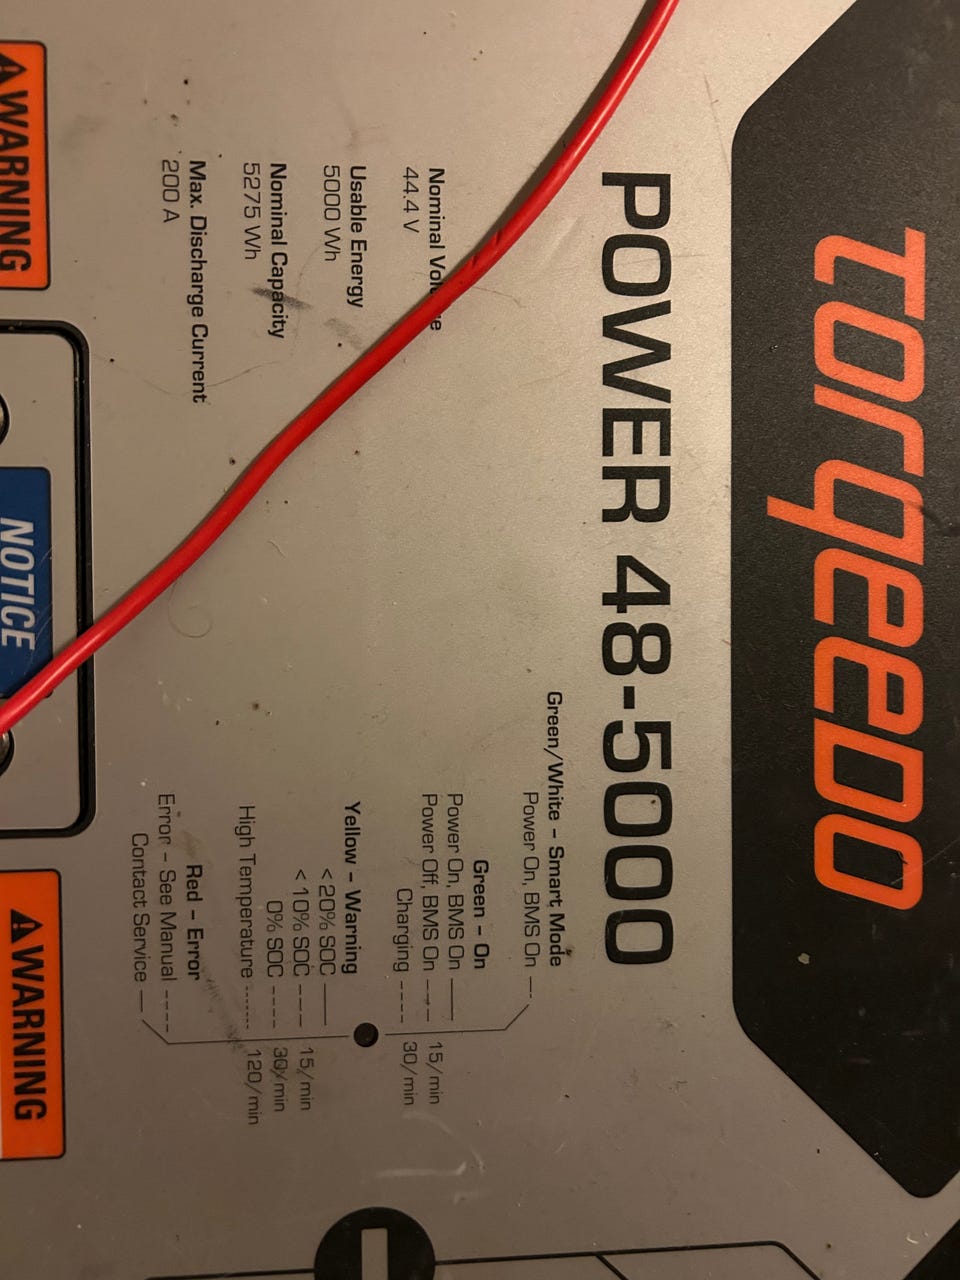 Torqeedo
POWER 48-5000
Green/White – Smart Mode
Power On, BMS On
Green – On
Power On, BMS On
Power Off, BMS On 15/min
Charging 30/min
Nominal
44.4 V
Usable Energy
5000 Wh
Nominal Capacity
5275 Wh
Max. Discharge Current
200 A
Yellow – Warning
< 20% SOC
< 10% SOC 15/min
0% SOC 30/min
High Temperature 120/min
Red – Error
Error – See Manual
Contact Service
WARNING
NOTICE
WARNING